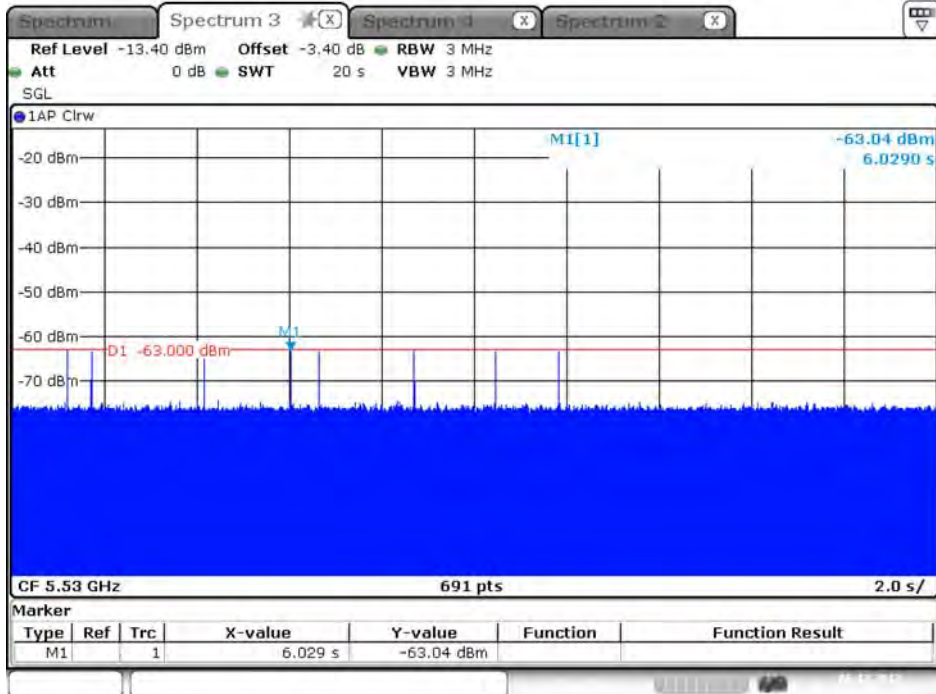 Spectrum Spectrum 3 X Spectrum 4 X Spectrum 2 X
Ref Level -13.40 dBm Offset -3.40 dB RBW 3 MHz
Att 0 dB SWT 20 s VBW 3 MHz
SGL
1AP Clrw
M1[1] -63.04 dBm
6.0290 s
-20 dBm
-30 dBm
-40 dBm
-50 dBm
-60 dBm
M1
D1 -63.000 dBm
-70 dBm
CF 5.53 GHz 691 pts 2.0 s/
Marker
Type Ref Trc X-value Y-value Function Function Result
M1 1 6.029 s -63.04 dBm